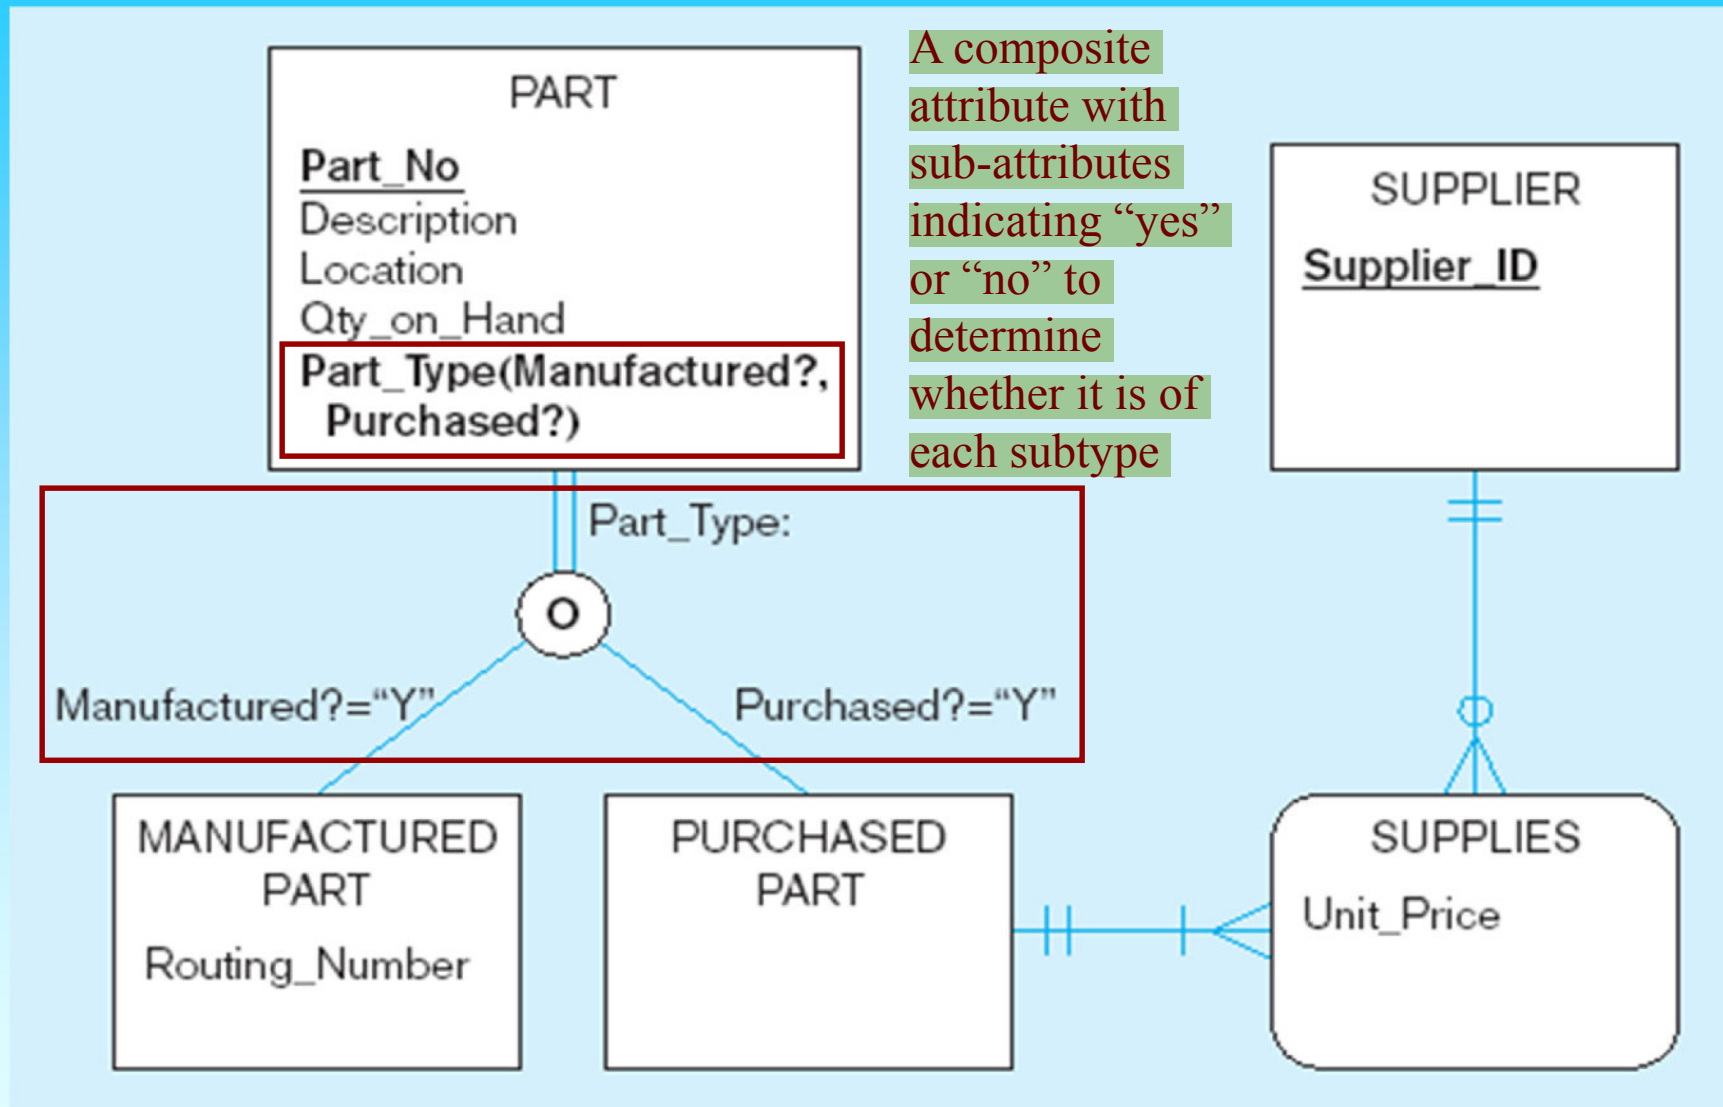 PART
Part_No
Description
Location
Qty_on_Hand
Part_Type(Manufactured?,
Purchased?)
A composite
attribute with
sub-attributes
indicating “yes”
or “no” to
determine
whether it is of
each subtype
SUPPLIER
Supplier_ID
Part_Type:
O
Manufactured?=“Y”
Purchased?=“Y”
MANUFACTURED
PART
Routing_Number
PURCHASED
PART
SUPPLIES
Unit_Price